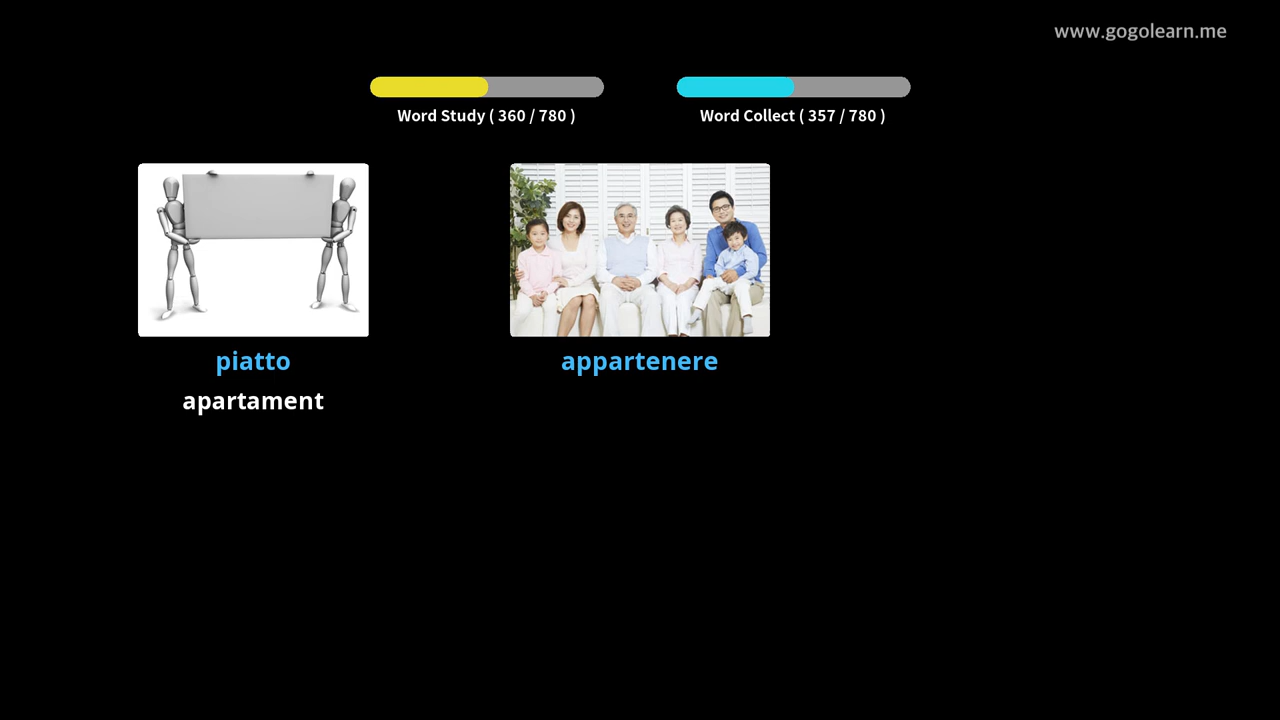 www.gogolearn.me
Word Study ( 360 / 780 )
Word Collect ( 357 / 780 )
piatto
appartenere
apartament